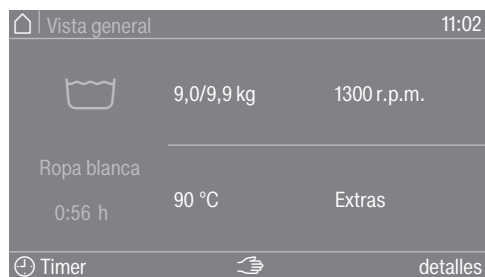 Vista general 11:02
9,0/9,9 kg 1300 r.p.m.
Ropa blanca
0:56 h
90 °C Extras
Timer detalles